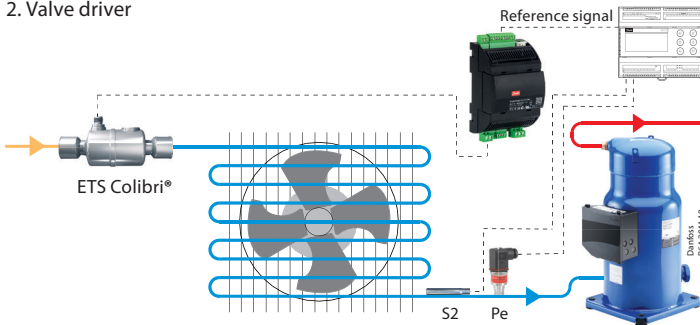 2. Valve driver
Reference signal
ETS Colibri®
S2
Pe
Danfoss